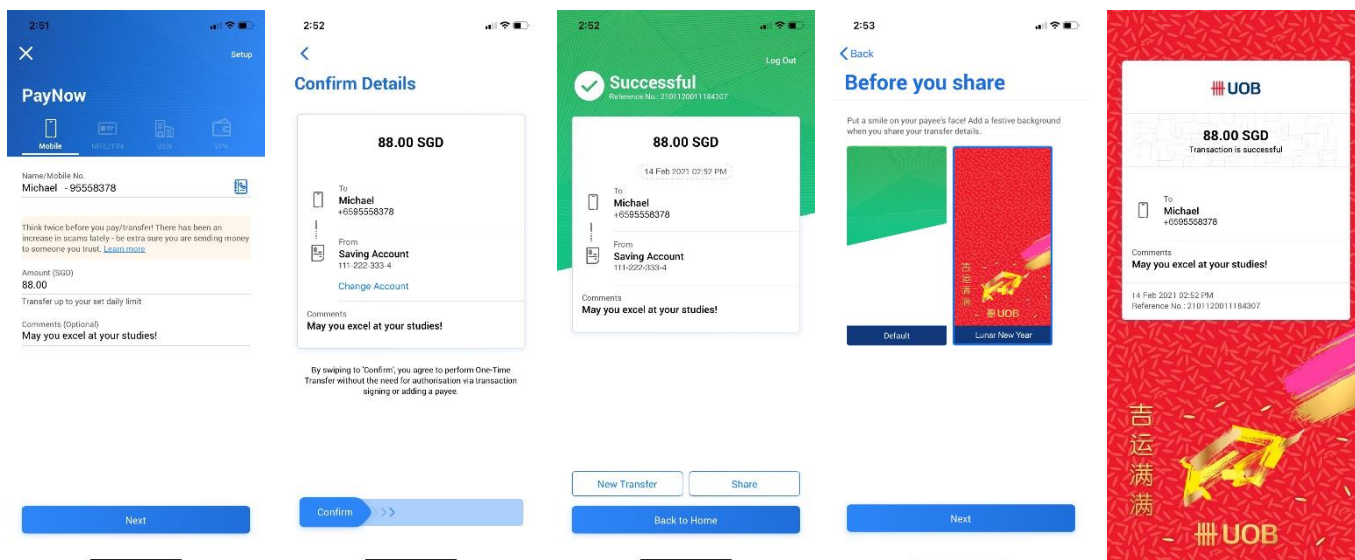 2:51
Setup
PayNow
Mobile
NRIC/FIN
UEN
VPA
Name/Mobile No.
Michael - 95558378
Think twice before you pay/transfer! There has been an
increase in scams lately - be extra sure you are sending money
to someone you trust. Learn more
Amount (SGD)
88.00
Transfer up to your set daily limit
Comments (Optional)
May you excel at your studies!
Next
2:52
Confirm Details
88.00 SGD
To
Michael
+6595558378
From
Saving Account
111-222-333-4
Change Account
Comments
May you excel at your studies!
By swiping to 'Confirm', you agree to perform One-Time
Transfer without the need for authorisation via transaction
signing or adding a payee.
Confirm
2:52
Log Out
Successful
Reference No.: 2101120011184307
88.00 SGD
14 Feb 2021 02:52 PM
To
Michael
+6595558378
From
Saving Account
111-222-333-4
Comments
May you excel at your studies!
New Transfer
Share
Back to Home
2:53
Back
Before you share
Put a smile on your payee's face! Add a festive background
when you share your transfer details.
Default
吉运满满
UOB
Lunar New Year
Next
UOB
88.00 SGD
Transaction is successful
To
Michael
+6595558378
Comments
May you excel at your studies!
14 Feb 2021 02:52 PM
Reference No.: 2101120011184307
吉运满满
UOB